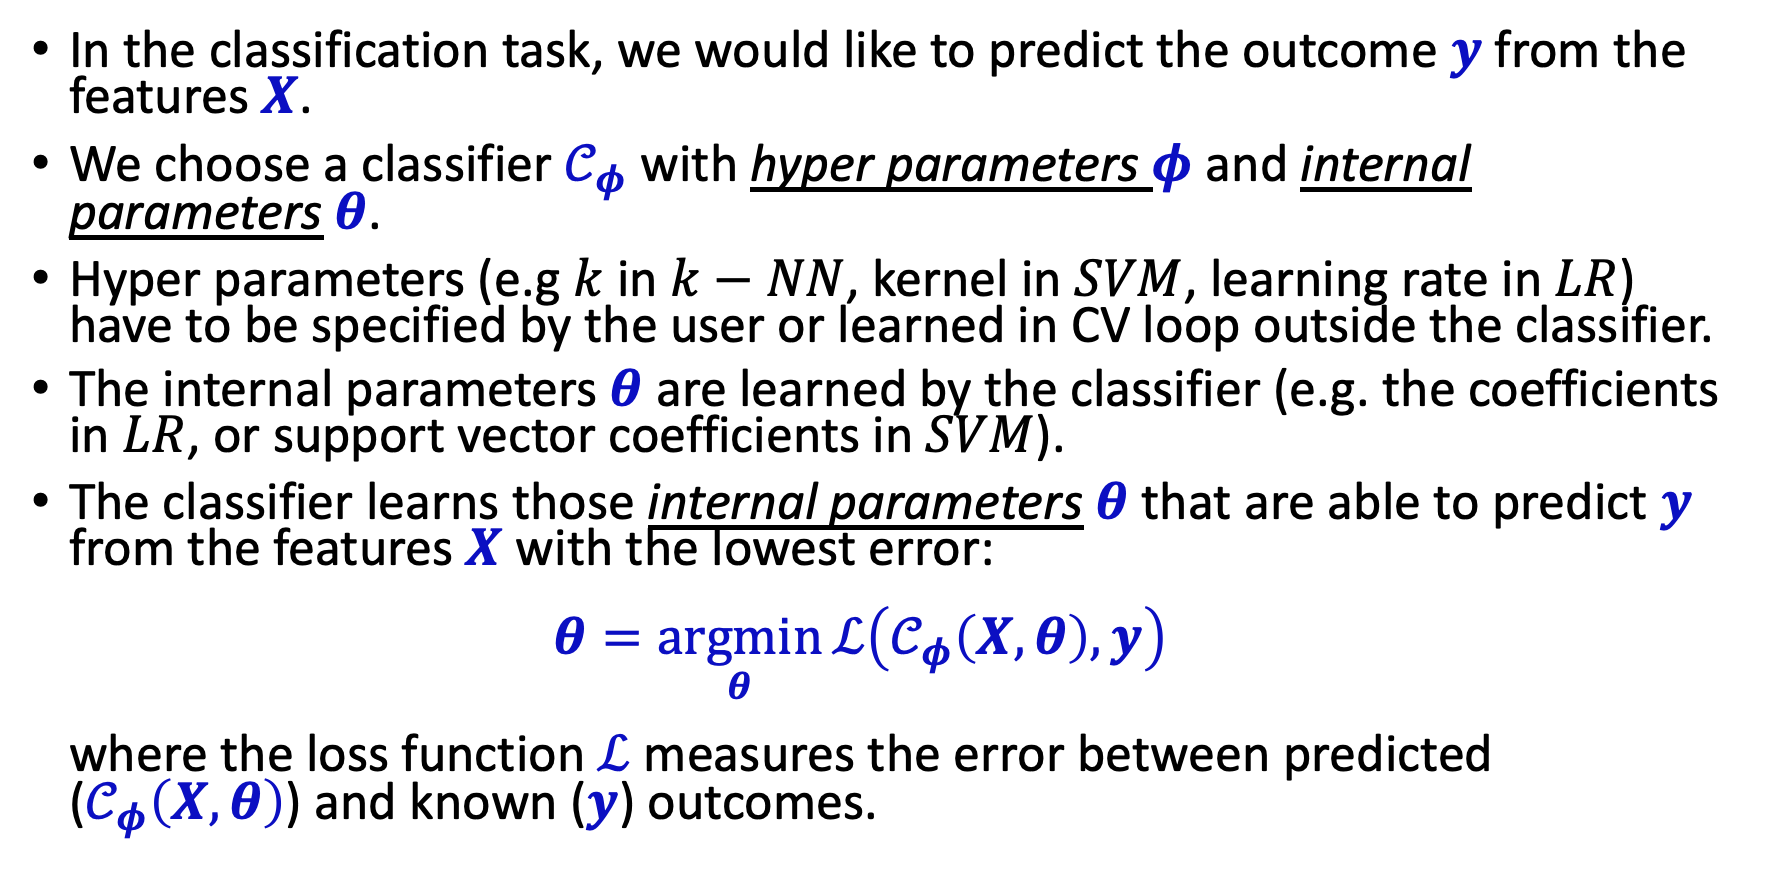 • In the classification task, we would like to predict the outcome y from the
features X.
• We choose a classifier 𝒞ϕ with hyper parameters ϕ and internal
parameters θ.
• Hyper parameters (e.g k in k − NN, kernel in SVM, learning rate in LR)
have to be specified by the user or learned in CV loop outside the classifier.
• The internal parameters θ are learned by the classifier (e.g. the coefficients
in LR, or support vector coefficients in SVM).
• The classifier learns those internal parameters θ that are able to predict y
from the features X with the lowest error:
θ = argmin ℒ(𝒞ϕ(X, θ), y)
θ
where the loss function ℒ measures the error between predicted
(𝒞ϕ(X, θ)) and known (y) outcomes.